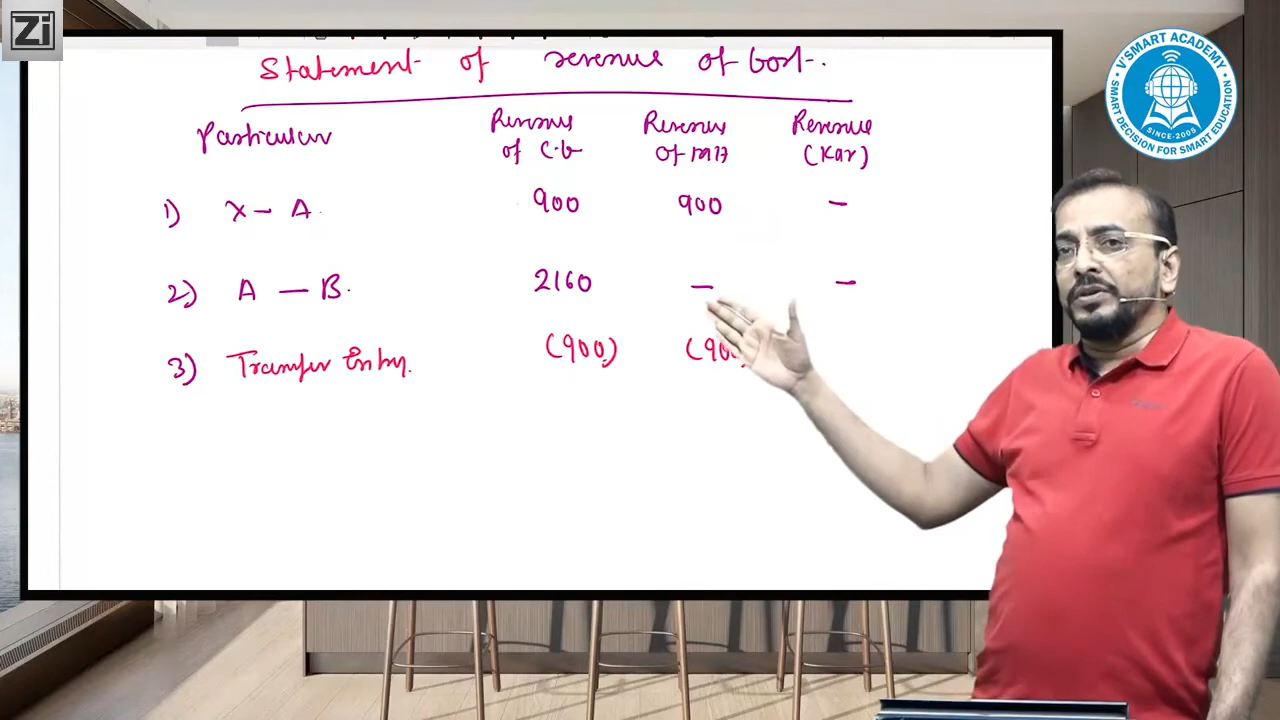 Zi
Statement of revenue of Govt.
Particular
Revenue of C.G
Revenue of MH
Revenue (Kar)
1) X - A 900 900 -
2) A - B. 2160 - -
3) Transfer Entry. (900) (900
V'SMART ACADEMY
SINCE-2005
SMART DECISION FOR SMART EDUCATION